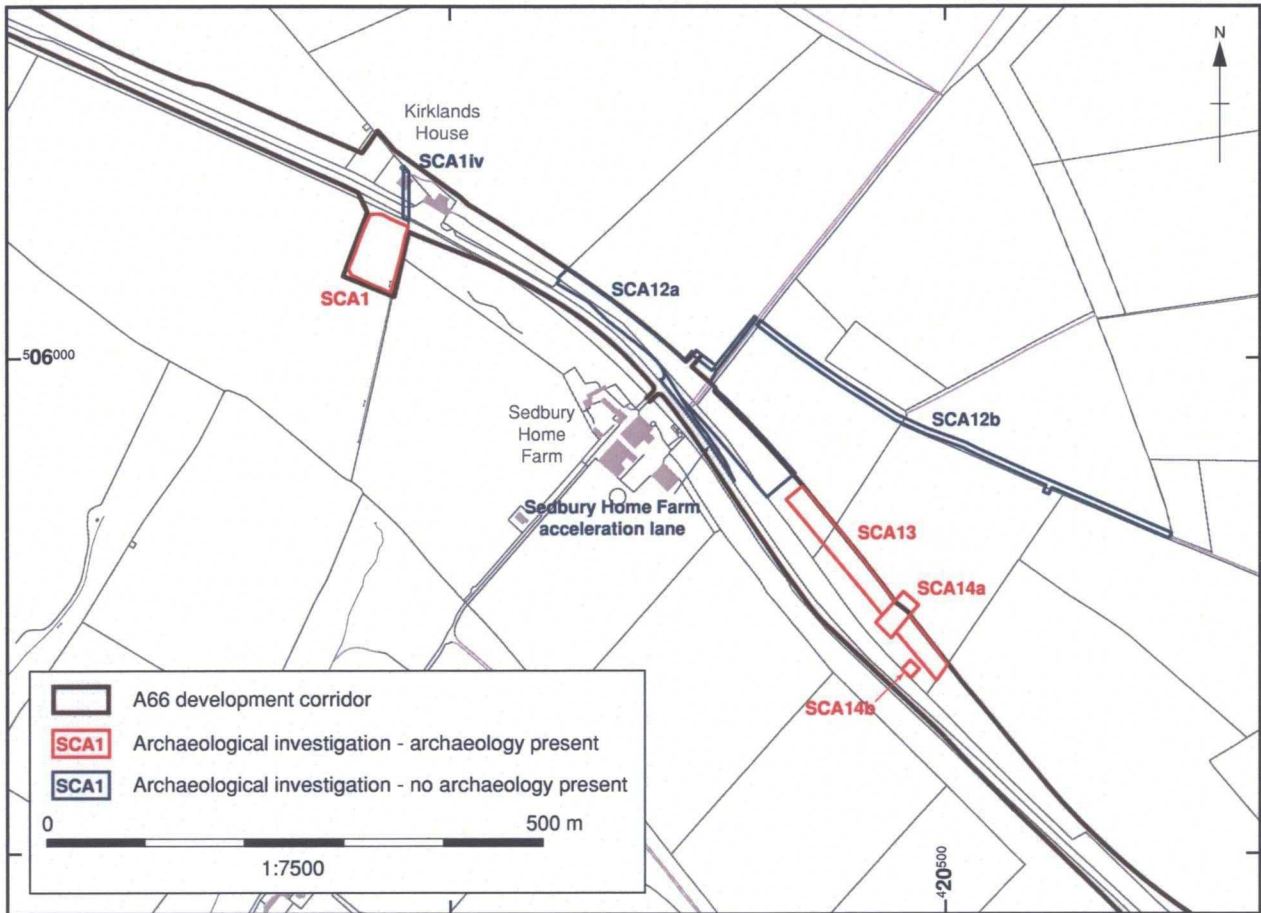 N
Kirklands
House
SCA1iv
SCA1
SCA12a
506000
Sedbury
Home
Farm
SCA12b
Sedbury Home Farm
acceleration lane
SCA13
SCA14a
SCA14b
A66 development corridor
SCA1 Archaeological investigation - archaeology present
SCA1 Archaeological investigation - no archaeology present
0 500 m
1:7500
420500